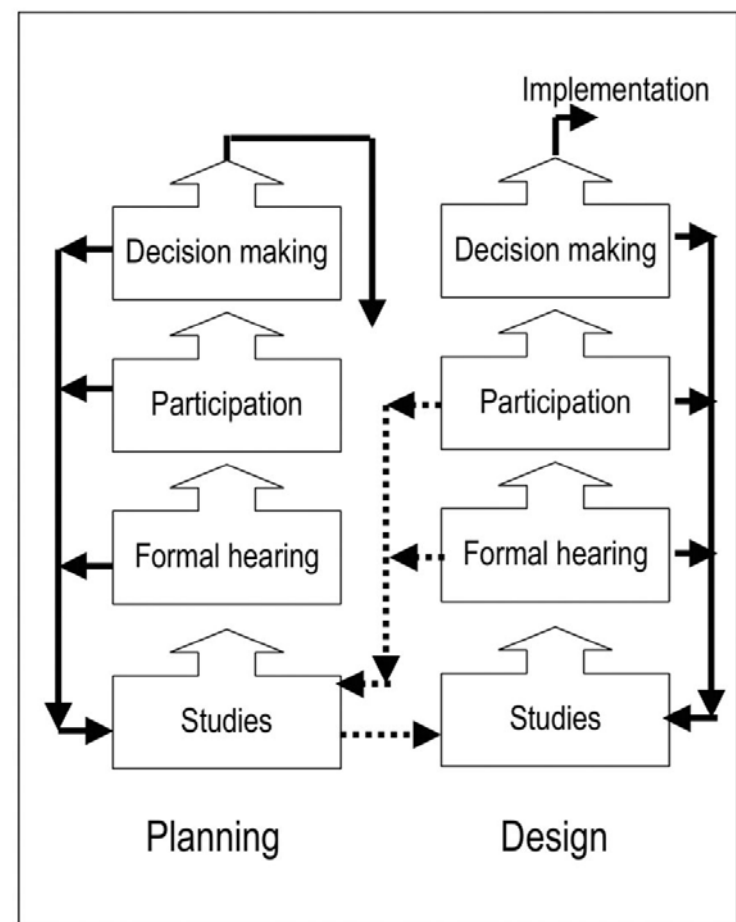 Implementation
Decision making
Decision making
Participation
Participation
Formal hearing
Formal hearing
Studies
Studies
Planning
Design